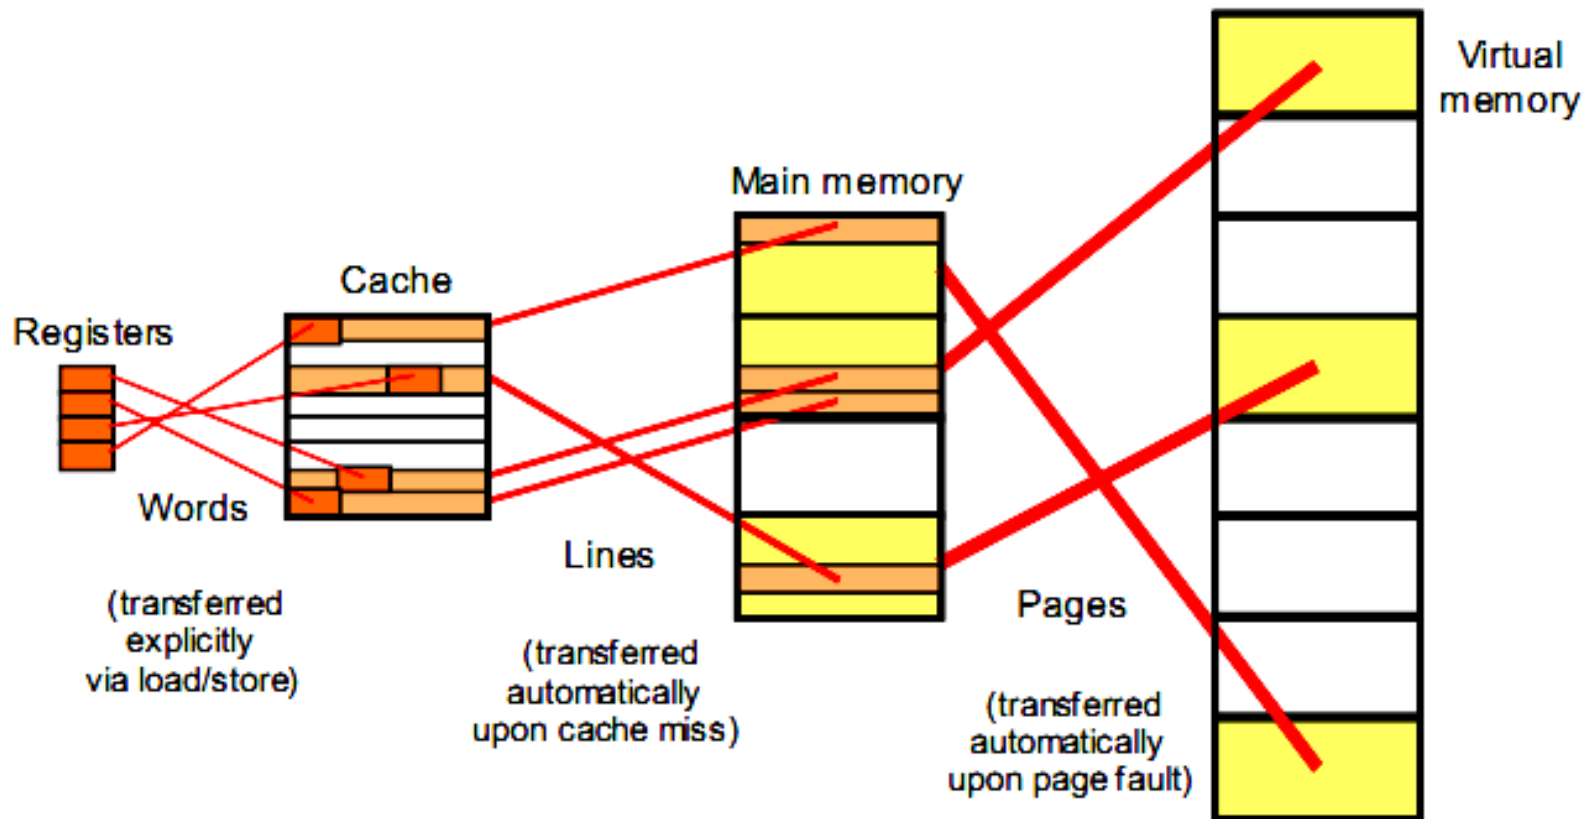 Registers
Cache
Main memory
Virtual
memory
Words
(transferred
explicitly
via load/store)
Lines
(transferred
automatically
upon cache miss)
Pages
(transferred
automatically
upon page fault)